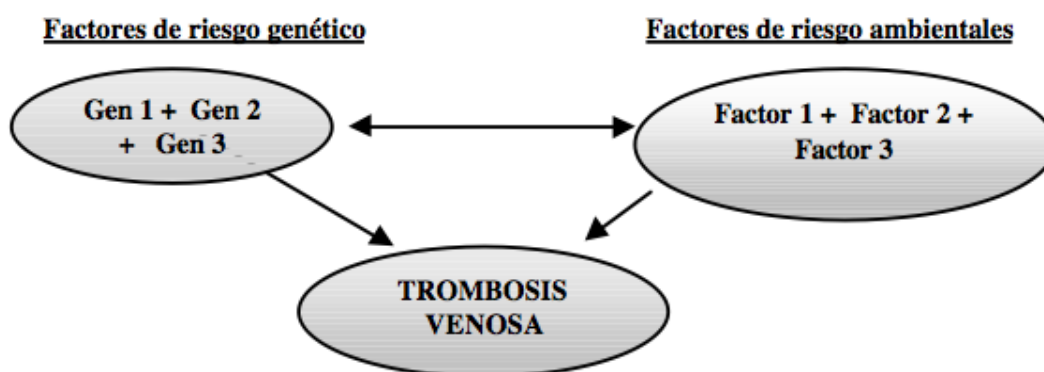 Factores de riesgo genético
Factores de riesgo ambientales
Gen 1 + Gen 2
+ Gen 3
Factor 1 + Factor 2 +
Factor 3
TROMBOSIS
VENOSA